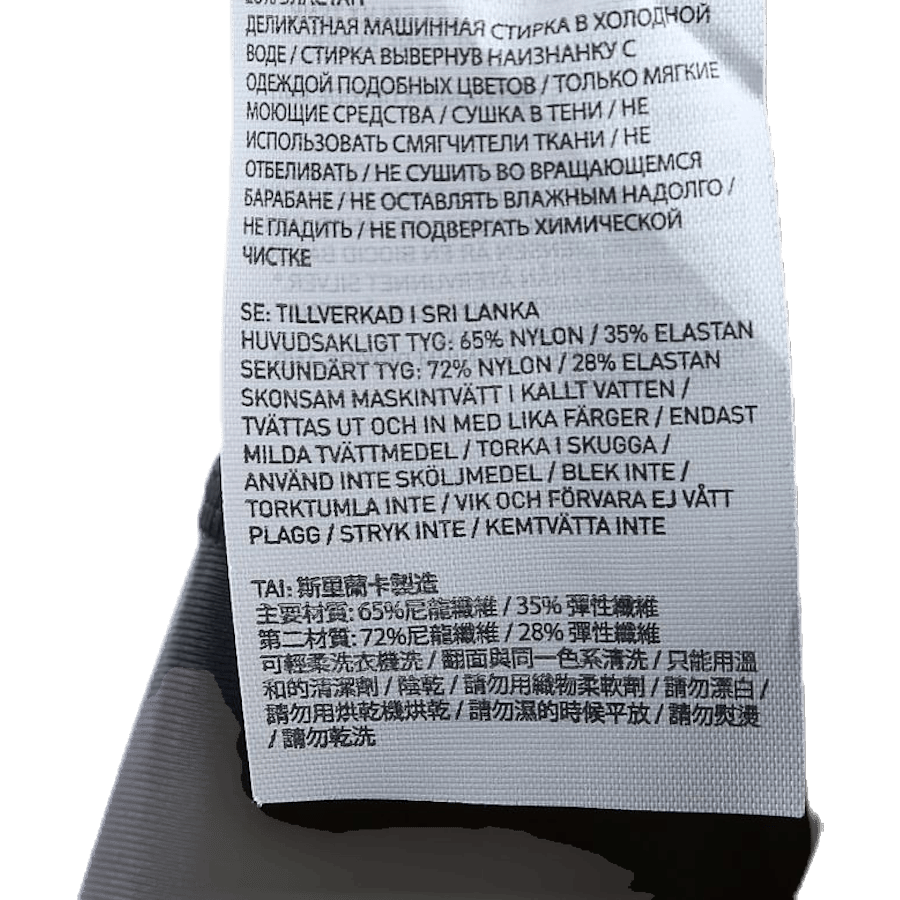 ДЕЛИКАТНАЯ МАШИННАЯ СТИРКА В ХОЛОДНОЙ
ВОДЕ / СТИРКА ВЫВЕРНУВ НАИЗНАНКУ С
ОДЕЖДОЙ ПОДОБНЫХ ЦВЕТОВ / ТОЛЬКО МЯГКИЕ
МОЮЩИЕ СРЕДСТВА / СУШКА В ТЕНИ / НЕ
ИСПОЛЬЗОВАТЬ СМЯГЧИТЕЛИ ТКАНИ / НЕ
ОТБЕЛИВАТЬ / НЕ СУШИТЬ ВО ВРАЩАЮЩЕМСЯ
БАРАБАНЕ / НЕ ОСТАВЛЯТЬ ВЛАЖНЫМ НАДОЛГО /
НЕ ГЛАДИТЬ / НЕ ПОДВЕРГАТЬ ХИМИЧЕСКОЙ
ЧИСТКЕ
SE: TILLVERKAD I SRI LANKA
HUVUDSAKLIGT TYG: 65% NYLON / 35% ELASTAN
SEKUNDÄRT TYG: 72% NYLON / 28% ELASTAN
SKONSAM MASKINTVÄTT I KALLT VATTEN /
TVÄTTAS UT OCH IN MED LIKA FÄRGER / ENDAST
MILDA TVÄTTMEDEL / TORKA I SKUGGA /
ANVÄND INTE SKÖLJMEDEL / BLEK INTE /
TORKTUMLA INTE / VIK OCH FÖRVARA EJ VÅTT
PLAGG / STRYK INTE / KEMTVÄTTA INTE
TAI: 斯里蘭卡製造
主要材質: 65%尼龍纖維 / 35% 彈性纖維
第二材質: 72%尼龍纖維 / 28% 彈性纖維
可輕柔洗衣機洗 / 翻面與同一色系清洗 / 只能用溫
和的清潔劑 / 陰乾 / 請勿用織物柔軟劑 / 請勿漂白 /
請勿用烘乾機烘乾 / 請勿濕的時候平放 / 請勿熨燙
/ 請勿乾洗